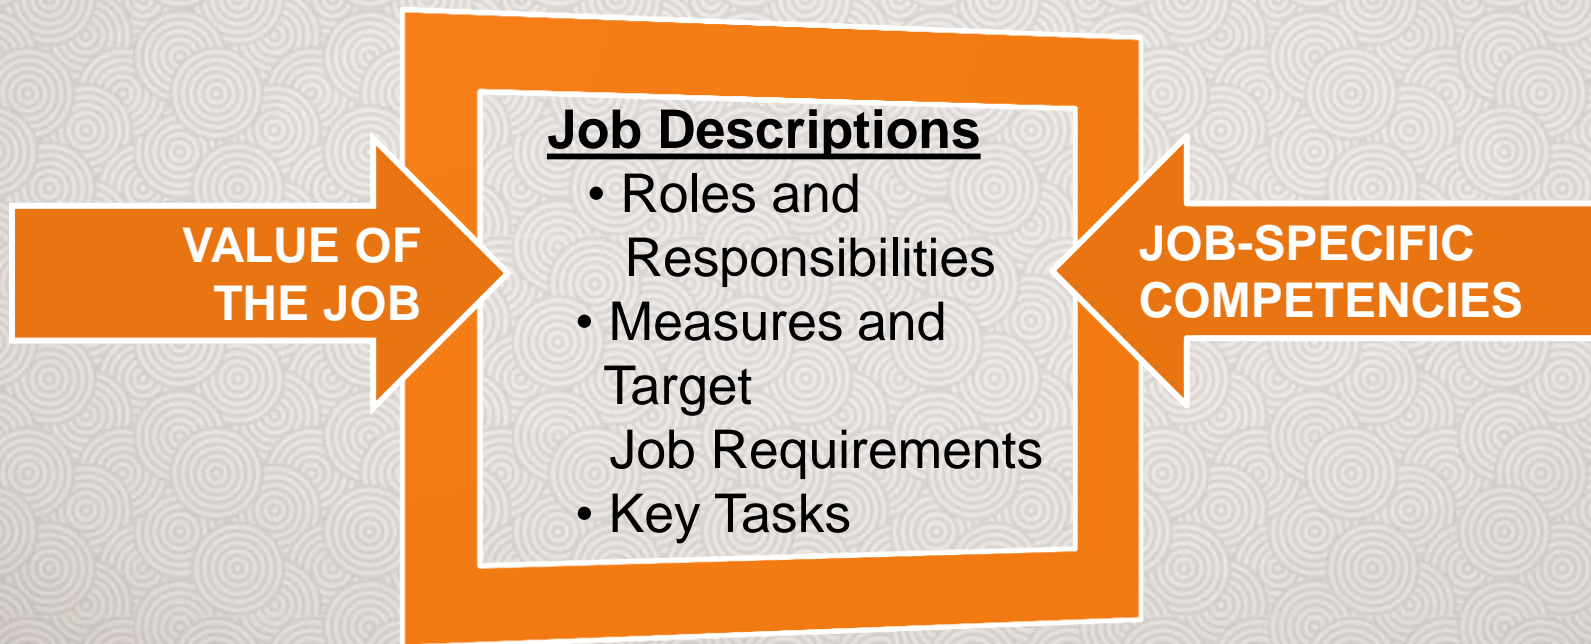 Job Descriptions
• Roles and
Responsibilities
• Measures and
Target
Job Requirements
• Key Tasks
VALUE OF
THE JOB
JOB-SPECIFIC
COMPETENCIES